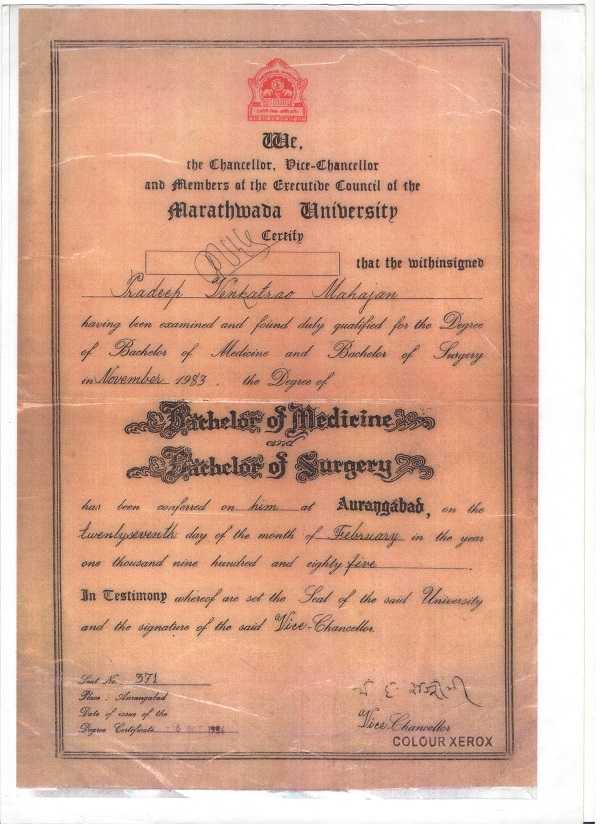 We,
the Chancellor, Vice-Chancellor
and Members of the Executive Council of the
Marathwada University
Certify
that the withinsigned
Pradeep Venkatrao Mahajan
having been examined and found duly qualified for the Degree
of Bachelor of Medicine and Bachelor of Surgery
in November 1983. the Degree of
Bachelor of Medicine
and
Bachelor of Surgery
has been conferred on him at Aurangabad, on the
twentyseventh day of the month of February in the year
one thousand nine hundred and eighty five
In Testimony whereof are set the Seal of the said University
and the signature of the said Vice-Chancellor.
Seat No. 371
Place : Aurangabad
Date of issue of the
Degree Certificate
Vice-Chancellor
COLOUR XEROX